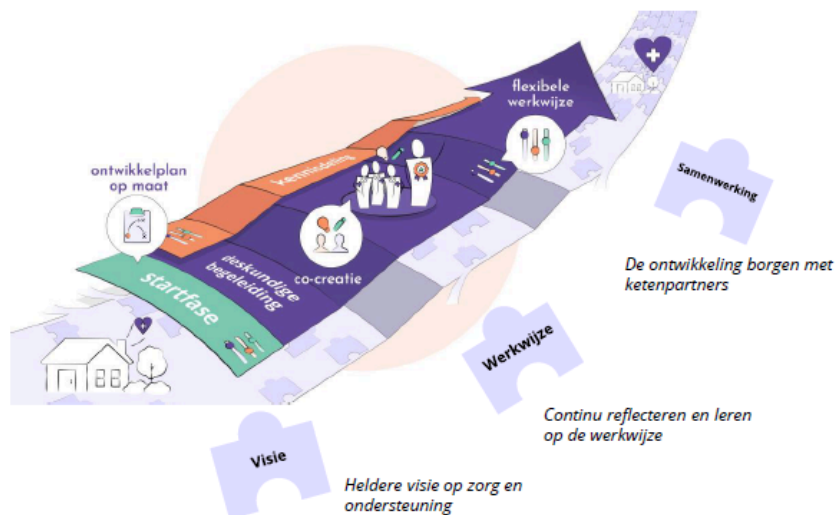 flexibele
werkwijze
kennisdeling
ontwikkelplan
op maat
co-creatie
deskundige
begeleiding
startfase
Samenwerking
De ontwikkeling borgen met
ketenpartners
Werkwijze
Continu reflecteren en leren
op de werkwijze
Visie
Heldere visie op zorg en
ondersteuning